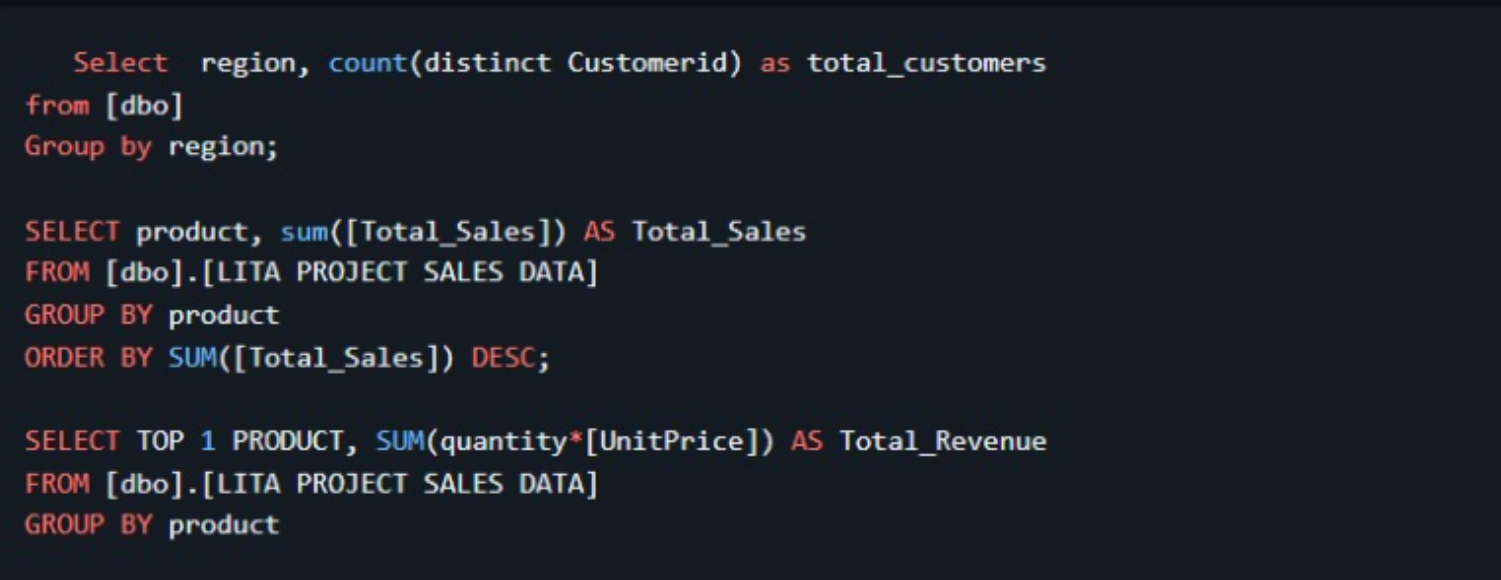 Select  region, count(distinct Customerid) as total_customers
from [dbo]
Group by region;
SELECT product, sum([Total_Sales]) AS Total_Sales
FROM [dbo].[LITA PROJECT SALES DATA]
GROUP BY product
ORDER BY SUM([Total_Sales]) DESC;
SELECT TOP 1 PRODUCT, SUM(quantity*[UnitPrice]) AS Total_Revenue
FROM [dbo].[LITA PROJECT SALES DATA]
GROUP BY product